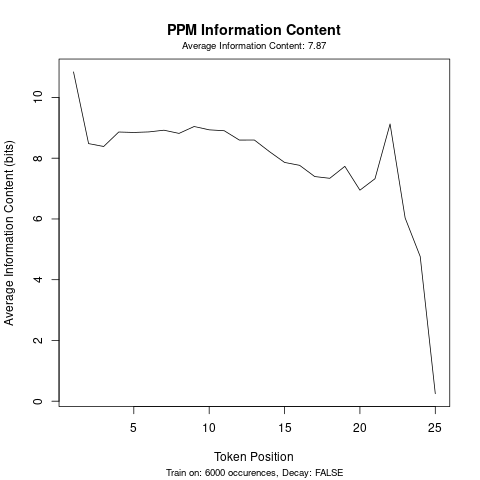 PPM Information Content
Average Information Content: 7.87
Average Information Content (bits)
10
8
6
4
2
0
5
10
15
20
25
Token Position
Train on: 6000 occurences, Decay: FALSE